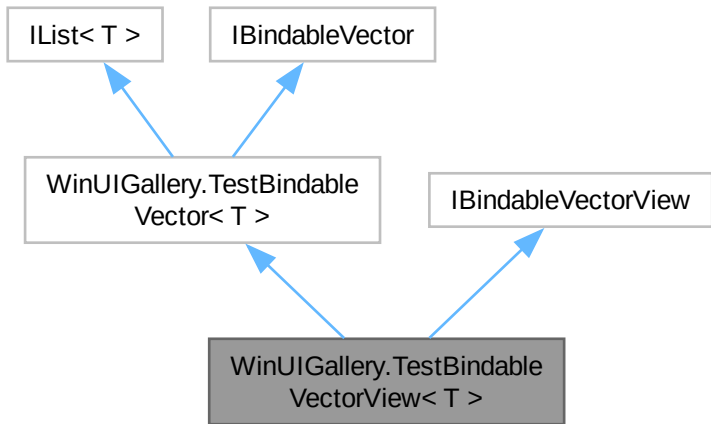 IList< T >
IBindableVector
WinUIGallery.TestBindable
Vector< T >
IBindableVectorView
WinUIGallery.TestBindable
VectorView< T >